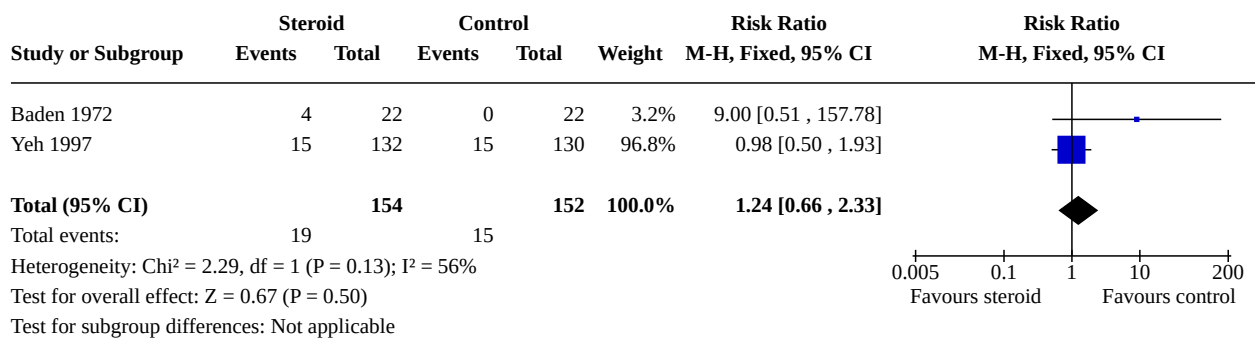 Steroid Control Risk Ratio Risk Ratio
Study or Subgroup Events Total Events Total Weight M-H, Fixed, 95% CI M-H, Fixed, 95% CI
Baden 1972 4 22 0 22 3.2% 9.00 [0.51 , 157.78]
Yeh 1997 15 132 15 130 96.8% 0.98 [0.50 , 1.93]
Total (95% CI) 154 152 100.0% 1.24 [0.66 , 2.33]
Total events: 19 15
Heterogeneity: Chi² = 2.29, df = 1 (P = 0.13); I² = 56%
0.005 0.1 1 10 200
Test for overall effect: Z = 0.67 (P = 0.50) Favours steroid Favours control
Test for subgroup differences: Not applicable